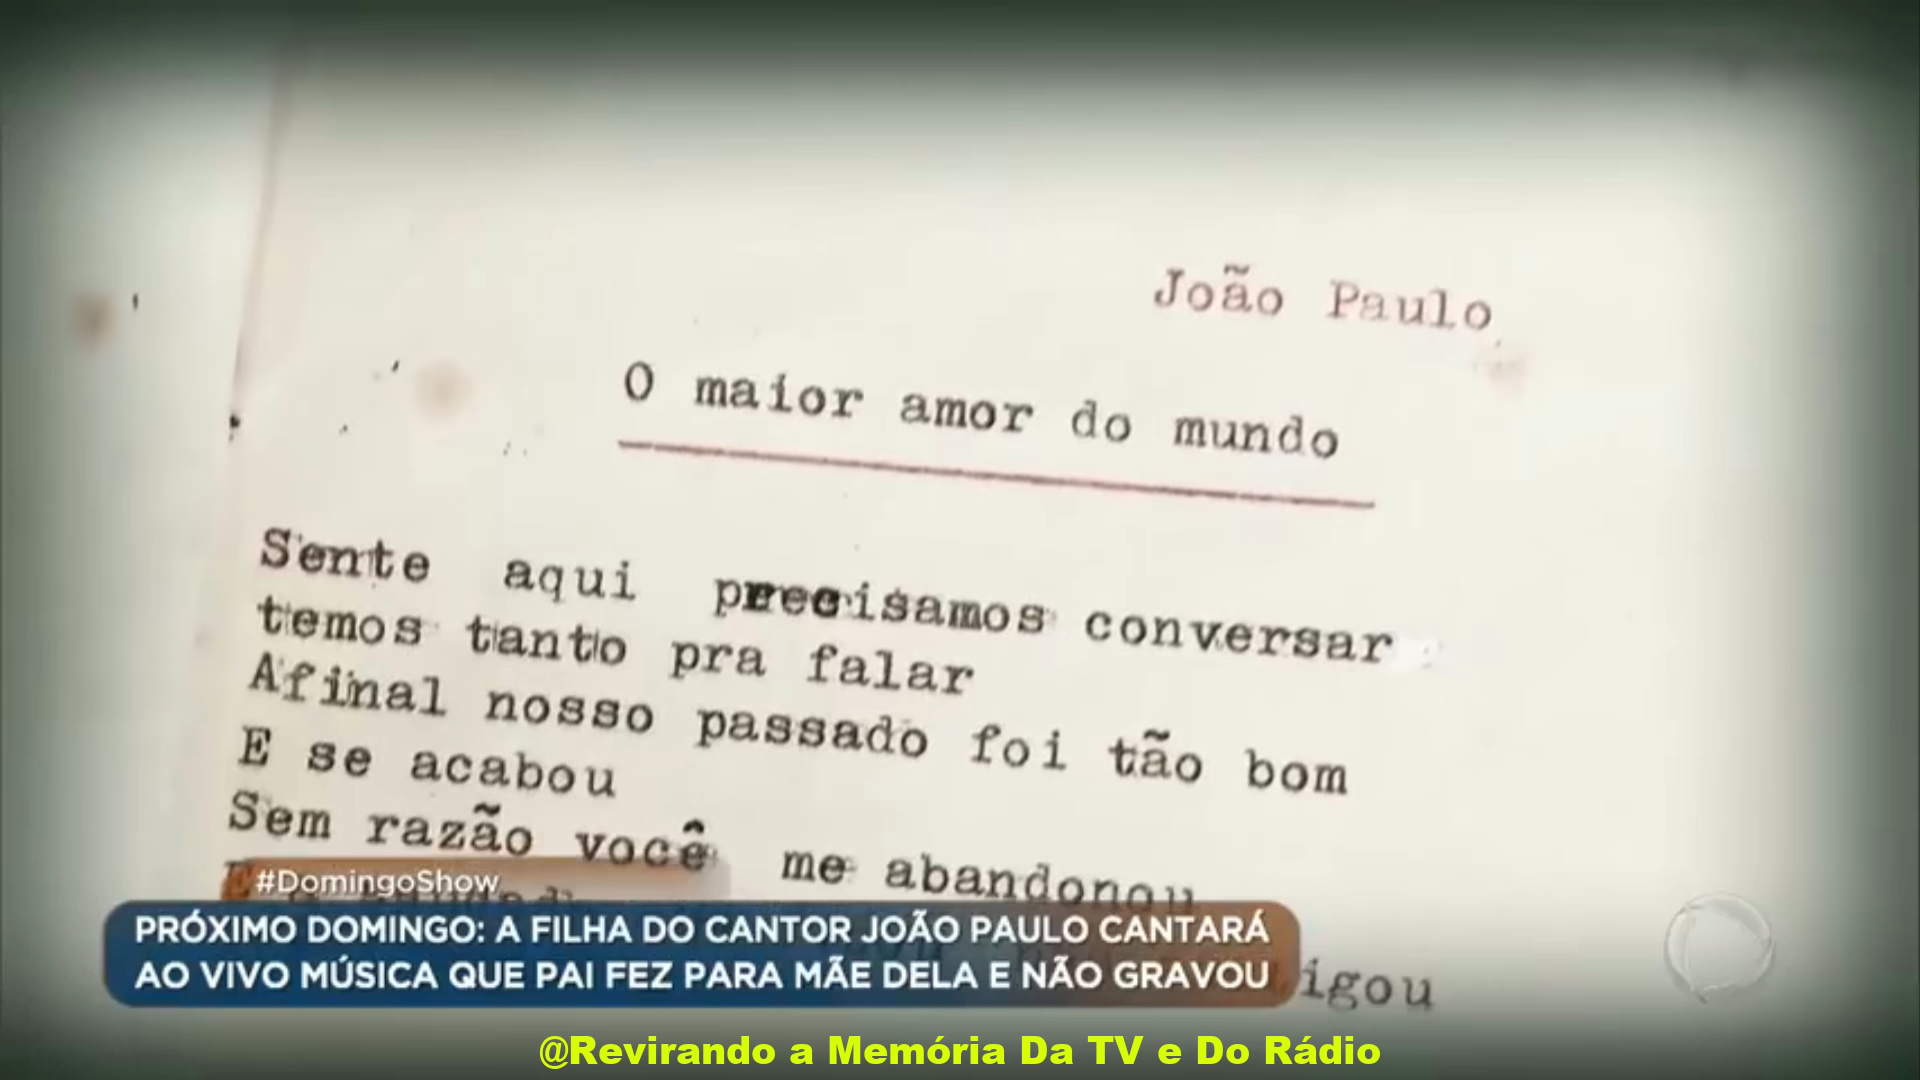 João Paulo
O maior amor do mundo
Sente aqui precisamos conversar
temos tanto pra falar
Afinal nosso passado foi tão bom
E se acabou
Sem razão você me abandonou
#DomingoShow
PRÓXIMO DOMINGO: A FILHA DO CANTOR JOÃO PAULO CANTARÁ
AO VIVO MÚSICA QUE PAI FEZ PARA MÃE DELA E NÃO GRAVOU
@Revirando a Memória Da TV e Do Rádio